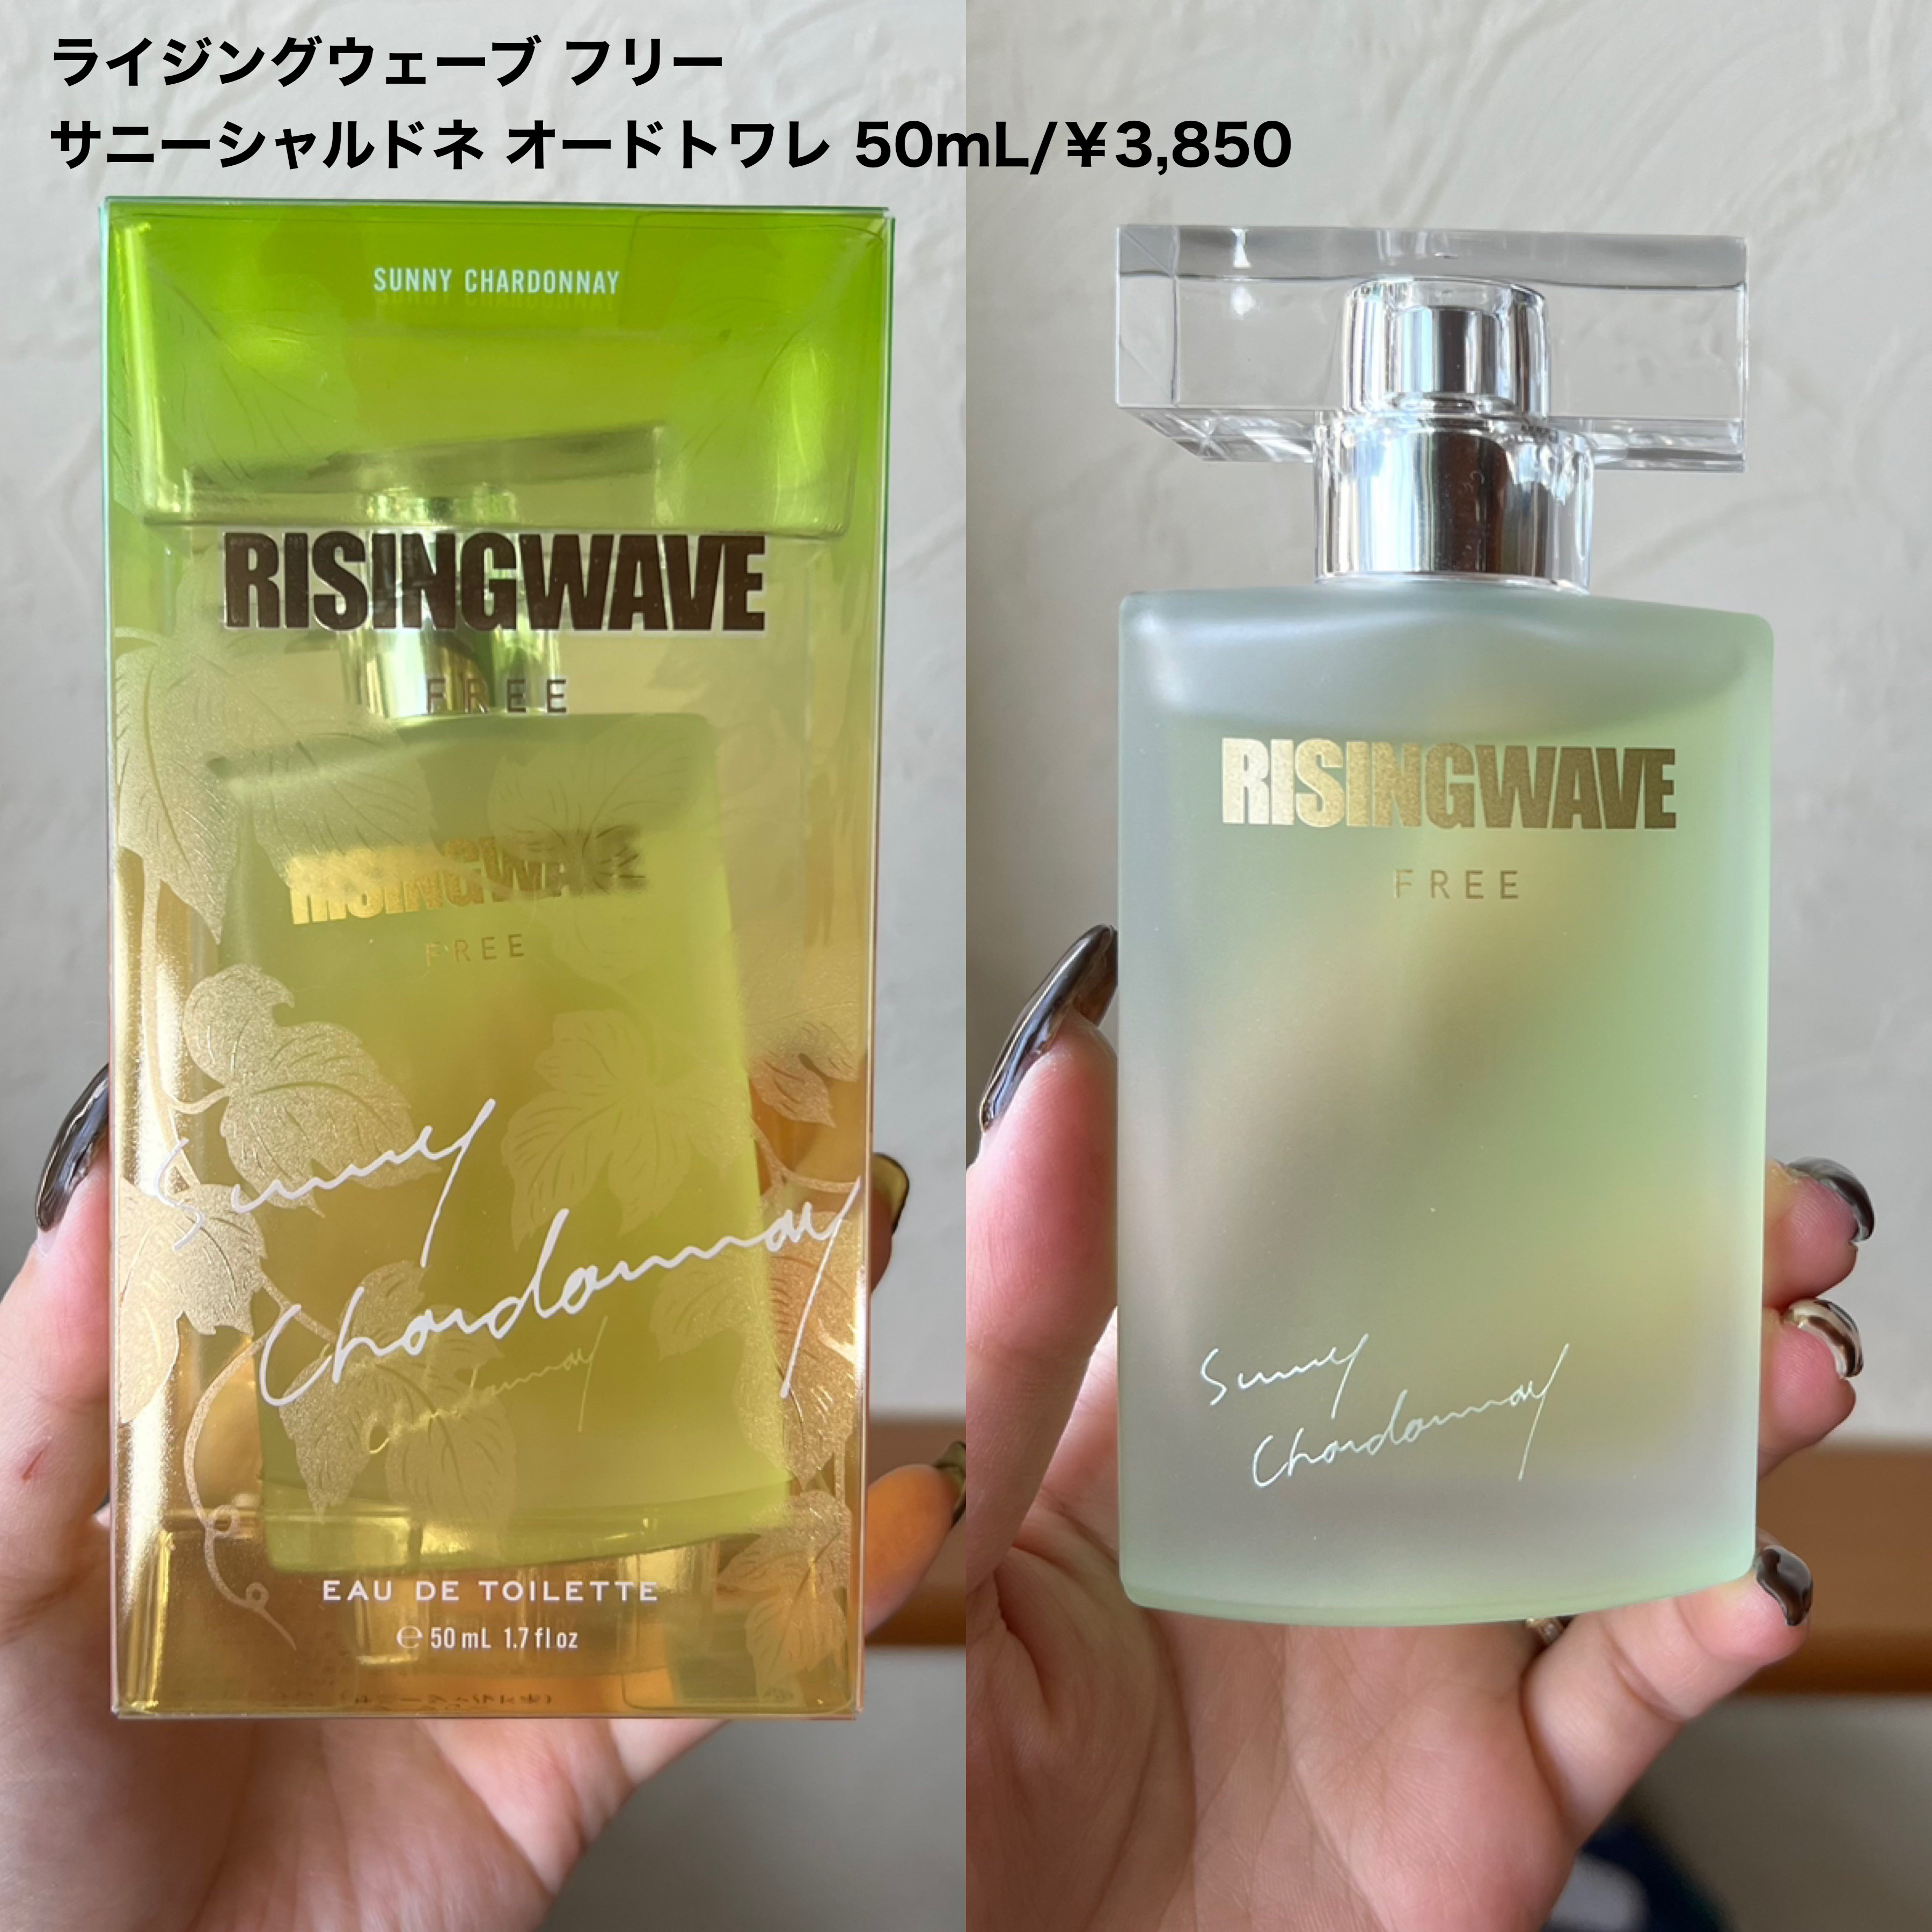 ライジングウェーブ フリー
サニーシャルドネ オードトワレ 50mL/¥3,850
SUNNY CHARDONNAY
RISINGWAVE
FREE
RISINGWAVE
FREE
Sunny
Chardonnay
Chardonnay
EAU DE TOILETTE
℮ 50 mL 1.7 fl oz
RISINGWAVE
FREE
Sunny
Chardonnay